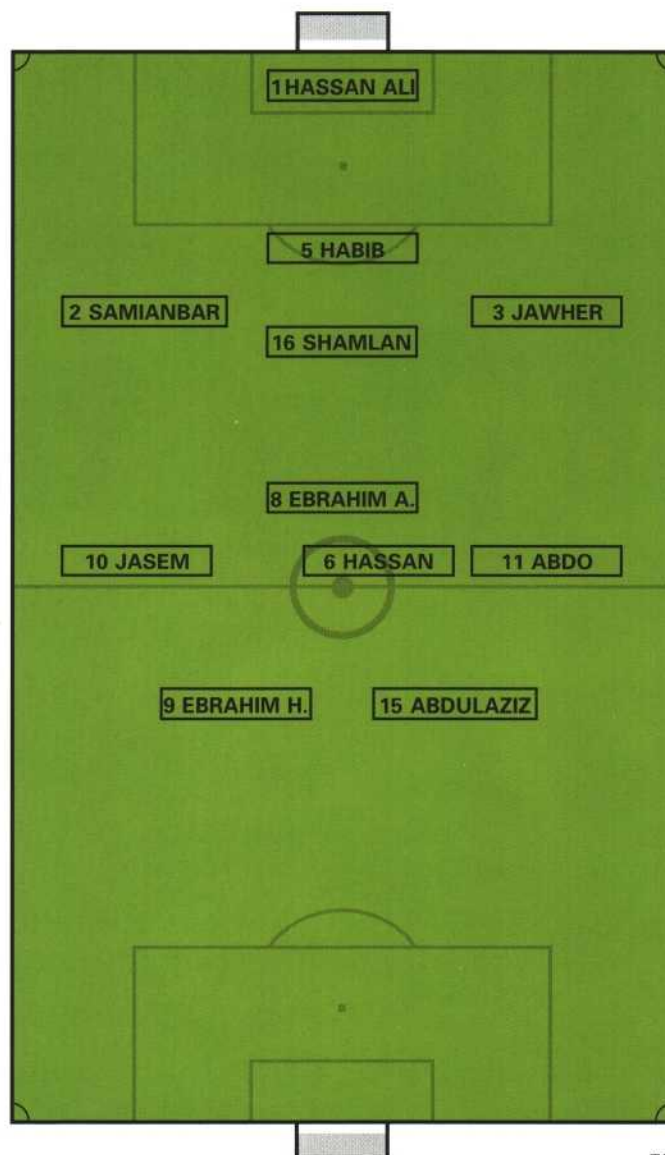 1HASSAN ALI
5 HABIB
2 SAMIANBAR
3 JAWHER
16 SHAMLAN
8 EBRAHIM A.
10 JASEM
6 HASSAN
11 ABDO
9 EBRAHIM H.
15 ABDULAZIZ